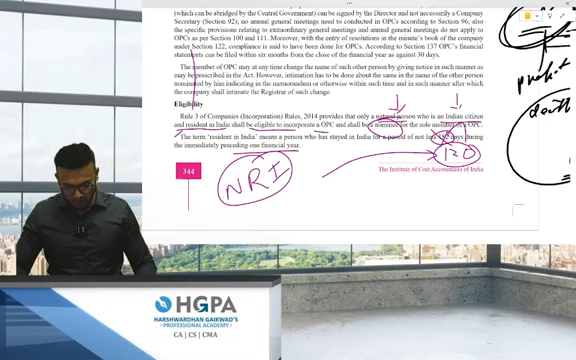 (which can be abridged by the Central Government) can be signed by the Director and not necessarily a Company
Secretary (Section 92); no annual general meetings need to conducted in OPCs according to Section 96; also
the specific provisions relating to extraordinary general meetings and annual general meetings do not apply to
OPCs as per Section 100 and 111. Moreover, with the entry of resolutions in the minute's book of the company
under Section 122, compliance is said to have been done for OPCs. According to Section 137 OPC's financial
statements can be filed within six months from the close of the financial year as against 30 days.
The member of OPC may at any time change the name of such other person by giving notice in such manner as
may be prescribed in the Act. However, intimation has to be done about the same in the name of the other person
nominated by him indicating in the memorandum or otherwise within such time and in such manner after which
the company shall intimate the Registrar of such change.
Eligibility
Rule 3 of Companies (Incorporation) Rules, 2014 provides that only a natural person who is an Indian citizen
and resident in India shall be eligible to incorporate a OPC and shall be a nominee for the sole member of a OPC.
The term 'resident in India' means a person who has stayed in India for a period of not less 182 days during
the immediately preceding one financial year.
120
NRI
344
The Institute of Cost Accountants of India
death
HGPA
HARSHWARDHAN GAIKWAD'S
PROFESSIONAL ACADEMY
CA | CS | CMA